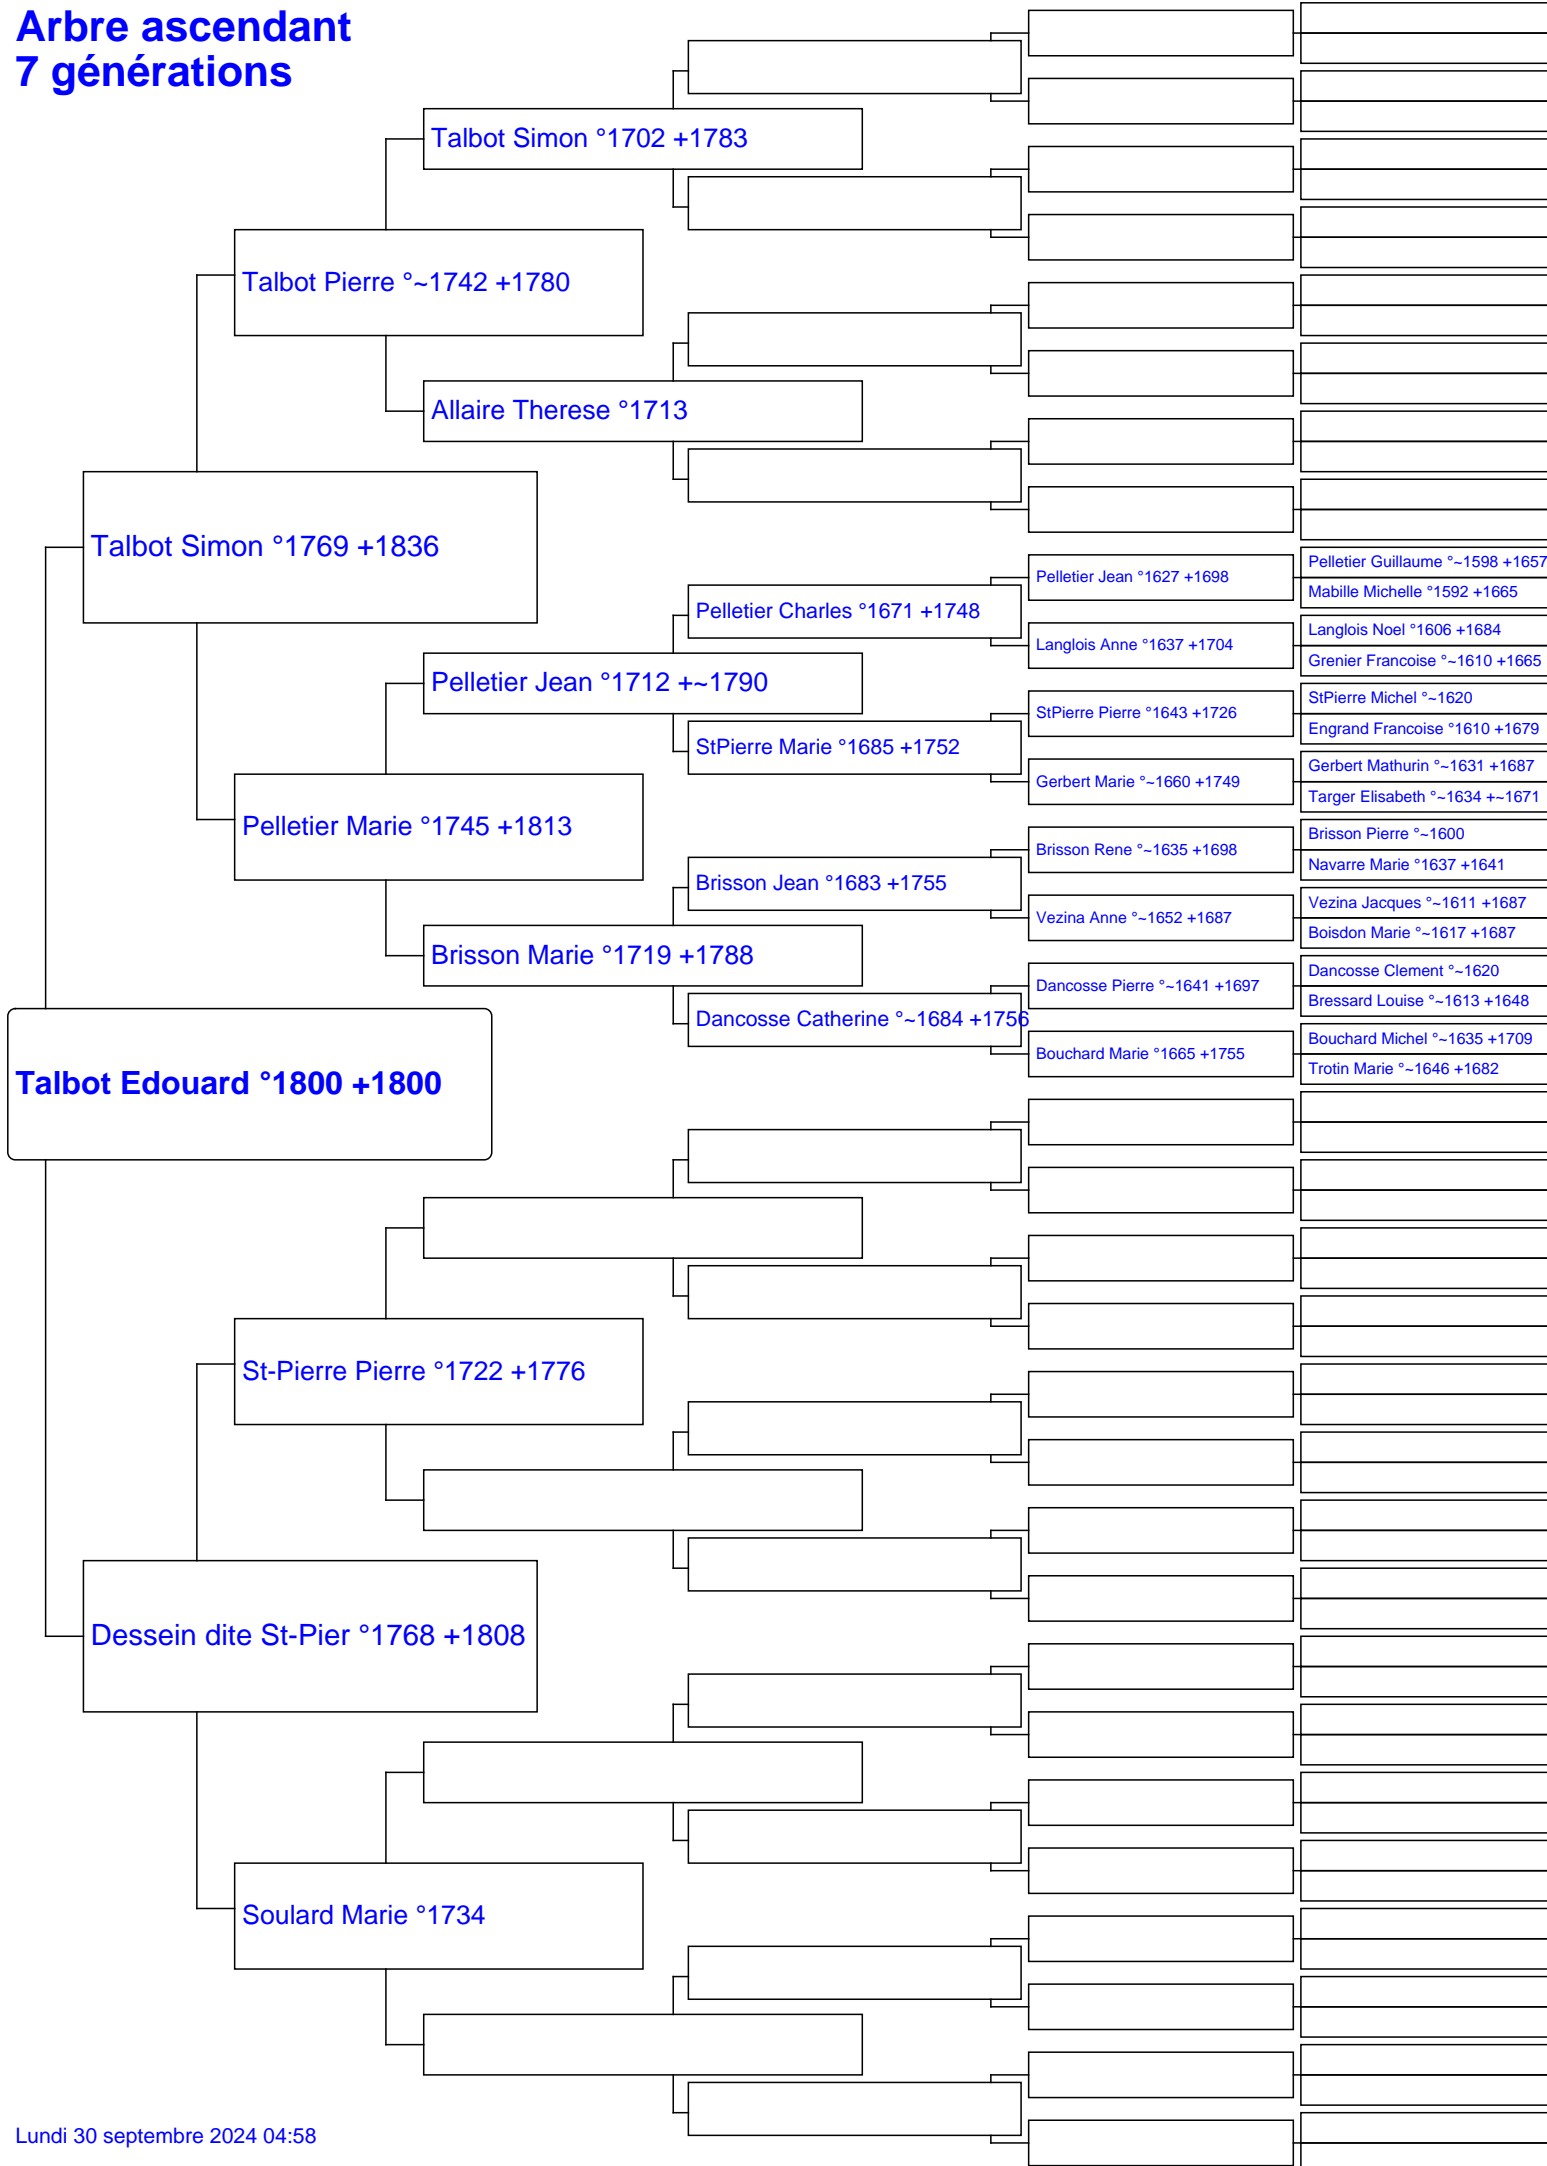 Arbre ascendant
7 générations
Talbot Simon °1702 +1783
Talbot Pierre °~1742 +1780
Allaire Therese °1713
Talbot Simon °1769 +1836
Pelletier Guillaume °~1598 +1657
Pelletier Jean °1627 +1698
Mabille Michelle °1592 +1665
Pelletier Charles °1671 +1748
Langlois Noel °1606 +1684
Langlois Anne °1637 +1704
Grenier Francoise °~1610 +1665
Pelletier Jean °1712 +~1790
StPierre Michel °~1620
StPierre Pierre °1643 +1726
Engrand Francoise °1610 +1679
StPierre Marie °1685 +1752
Gerbert Mathurin °~1631 +1687
Gerbert Marie °~1660 +1749
Targer Elisabeth °~1634 +~1671
Pelletier Marie °1745 +1813
Brisson Pierre °~1600
Brisson Rene °~1635 +1698
Navarre Marie °1637 +1641
Brisson Jean °1683 +1755
Vezina Jacques °~1611 +1687
Vezina Anne °~1652 +1687
Boisdon Marie °~1617 +1687
Brisson Marie °1719 +1788
Dancosse Clement °~1620
Dancosse Pierre °~1641 +1697
Bressard Louise °~1613 +1648
Dancosse Catherine °~1684 +1756
Bouchard Michel °~1635 +1709
Bouchard Marie °1665 +1755
Trotin Marie °~1646 +1682
Talbot Edouard °1800 +1800
St-Pierre Pierre °1722 +1776
Dessein dite St-Pier °1768 +1808
Soulard Marie °1734
Lundi 30 septembre 2024 04:58